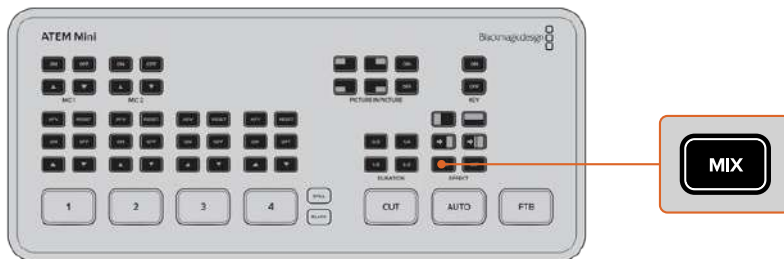 ATEM Mini
Blackmagicdesign
ON OFF ON OFF ON ON
OFF OFF
MIC 1 MIC 2 PICTURE IN PICTURE KEY
AFV RESET AFV RESET AFV RESET AFV RESET
ON OFF ON OFF ON OFF ON OFF
DURATION EFFECT
MIX
STILL
1 2 3 4 CUT AUTO FTB
BLACK